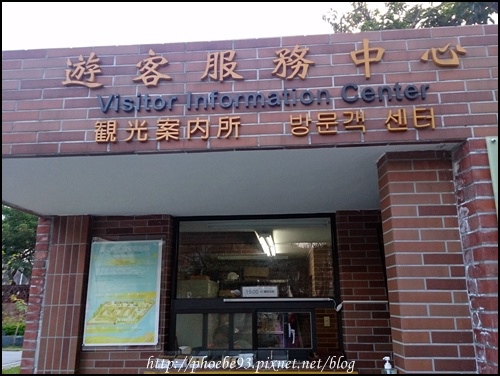 遊客服務中心
Visitor Information Center
観光案内所 방문객 센터
http://phoebe93.pixnet.net/blog